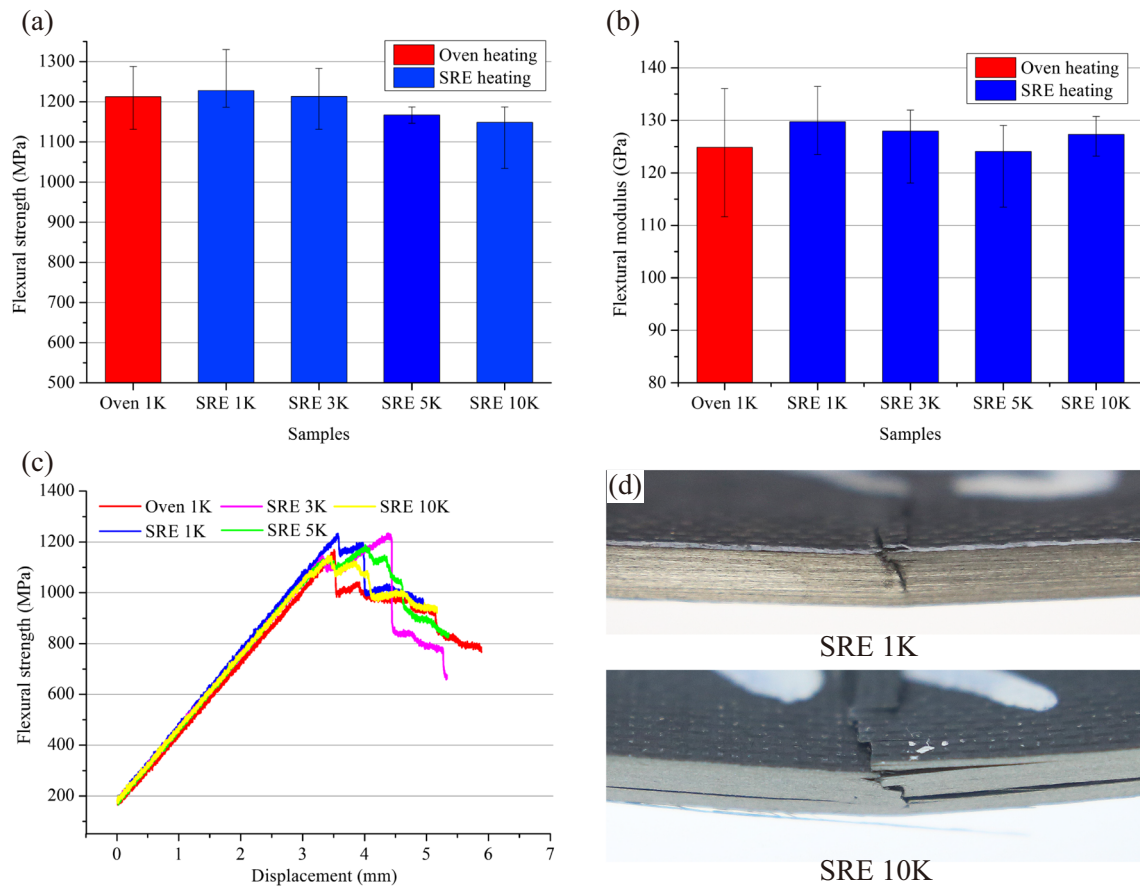 (a)
Flexural strength (MPa)
1300
1200
1100
1000
900
800
700
600
500
Oven heating
SRE heating
Oven 1K
SRE 1K
SRE 3K
SRE 5K
SRE 10K
Samples
(b)
Flextural modulus (GPa)
140
130
120
110
100
90
80
Oven heating
SRE heating
Oven 1K
SRE 1K
SRE 3K
SRE 5K
SRE 10K
Samples
(c)
Flexural strength (MPa)
1400
1200
1000
800
600
400
200
Oven 1K
SRE 3K
SRE 10K
SRE 1K
SRE 5K
0
1
2
3
4
5
6
7
Displacement (mm)
(d)
SRE 1K
SRE 10K